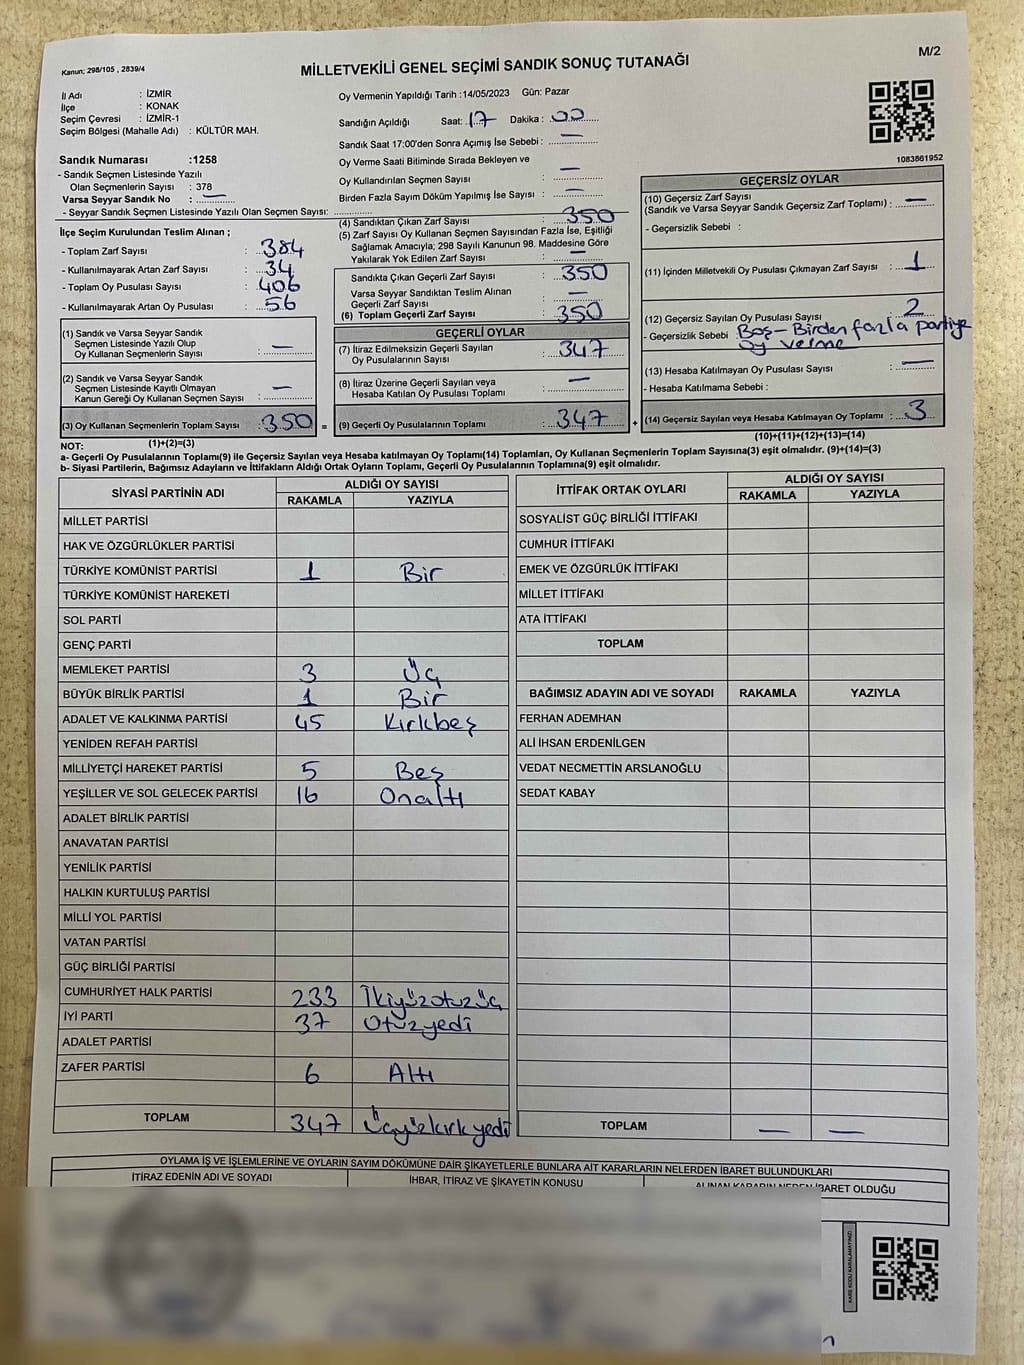 Kanun; 298/105 , 2839/4
MİLLETVEKİLİ GENEL SEÇİMİ SANDIK SONUÇ TUTANAĞI
M/2
İl Adı : İZMİR
İlçe : KONAK
Seçim Çevresi : İZMİR-1
Seçim Bölgesi (Mahalle Adı) : KÜLTÜR MAH.
Sandık Numarası :1258
- Sandık Seçmen Listesinde Yazılı
Olan Seçmenlerin Sayısı : 378
Varsa Seyyar Sandık No : —
- Seyyar Sandık Seçmen Listesinde Yazılı Olan Seçmen Sayısı:
İlçe Seçim Kurulundan Teslim Alınan ;
- Toplam Zarf Sayısı : 384
- Kullanılmayarak Artan Zarf Sayısı : 34
- Toplam Oy Pusulası Sayısı : 406
- Kullanılmayarak Artan Oy Pusulası : 56
(1) Sandık ve Varsa Seyyar Sandık
Seçmen Listesinde Yazılı Olup
Oy Kullanan Seçmenlerin Sayısı : —
(2) Sandık ve Varsa Seyyar Sandık
Seçmen Listesinde Kayıtlı Olmayan
Kanun Gereği Oy Kullanan Seçmen Sayısı : —
(3) Oy Kullanan Seçmenlerin Toplam Sayısı : 350 =
(1)+(2)=(3)
Oy Vermenin Yapıldığı Tarih :14/05/2023 Gün: Pazar
Sandığın Açıldığı Saat: 17 Dakika : 00
Sandık Saat 17:00'den Sonra Açımış İse Sebebi : —
Oy Verme Saati Bitiminde Sırada Bekleyen ve
Oy Kullandırılan Seçmen Sayısı : —
Birden Fazla Sayım Döküm Yapılmış İse Sayısı : —
(4) Sandıktan Çıkan Zarf Sayısı : 350
(5) Zarf Sayısı Oy Kullanan Seçmen Sayısından Fazla İse, Eşitliği
Sağlamak Amacıyla; 298 Sayılı Kanunun 98. Maddesine Göre
Yakılarak Yok Edilen Zarf Sayısı : —
Sandıkta Çıkan Geçerli Zarf Sayısı : 350
Varsa Seyyar Sandıktan Teslim Alınan
Geçerli Zarf Sayısı : —
(6) Toplam Geçerli Zarf Sayısı : 350
GEÇERLİ OYLAR
(7) İtiraz Edilmeksizin Geçerli Sayılan
Oy Pusulalarının Sayısı : 347
(8) İtiraz Üzerine Geçerli Sayılan veya
Hesaba Katılan Oy Pusulası Toplamı : —
(9) Geçerli Oy Pusulalarının Toplamı : 347 +
1083861952
GEÇERSİZ OYLAR
(10) Geçersiz Zarf Sayısı
(Sandık ve Varsa Seyyar Sandık Geçersiz Zarf Toplamı) : —
- Geçersizlik Sebebi :
(11) İçinden Milletvekili Oy Pusulası Çıkmayan Zarf Sayısı : 1
(12) Geçersiz Sayılan Oy Pusulası Sayısı : 2
- Geçersizlik Sebebi Boş – Birden fazla partiye
oy verme
(13) Hesaba Katılmayan Oy Pusulası Sayısı : —
- Hesaba Katılmama Sebebi :
(14) Geçersiz Sayılan veya Hesaba Katılmayan Oy Toplamı : 3
(10)+(11)+(12)+(13)=(14)
NOT:
a- Geçerli Oy Pusulalarının Toplamı(9) ile Geçersiz Sayılan veya Hesaba katılmayan Oy Toplamı(14) Toplamları, Oy Kullanan Seçmenlerin Toplam Sayısına(3) eşit olmalıdır. (9)+(14)=(3)
b- Siyasi Partilerin, Bağımsız Adayların ve İttifakların Aldığı Ortak Oyların Toplamı, Geçerli Oy Pusulalarının Toplamına(9) eşit olmalıdır.
SİYASİ PARTİNİN ADI ALDIĞI OY SAYISI
RAKAMLA YAZIYLA
MİLLET PARTİSİ
HAK VE ÖZGÜRLÜKLER PARTİSİ
TÜRKİYE KOMÜNİST PARTİSİ 1 Bir
TÜRKİYE KOMÜNİST HAREKETİ
SOL PARTİ
GENÇ PARTİ
MEMLEKET PARTİSİ 3 Üç
BÜYÜK BİRLİK PARTİSİ 1 Bir
ADALET VE KALKINMA PARTİSİ 45 Kırkbeş
YENİDEN REFAH PARTİSİ
MİLLİYETÇİ HAREKET PARTİSİ 5 Beş
YEŞİLLER VE SOL GELECEK PARTİSİ 16 Onaltı
ADALET BİRLİK PARTİSİ
ANAVATAN PARTİSİ
YENİLİK PARTİSİ
HALKIN KURTULUŞ PARTİSİ
MİLLİ YOL PARTİSİ
VATAN PARTİSİ
GÜÇ BİRLİĞİ PARTİSİ
CUMHURİYET HALK PARTİSİ 233 İkiyüzotuzüç
İYİ PARTİ 37 Otuzyedi
ADALET PARTİSİ
ZAFER PARTİSİ 6 Altı
TOPLAM 347 Üçyüzkırkyedi
İTTİFAK ORTAK OYLARI ALDIĞI OY SAYISI
RAKAMLA YAZIYLA
SOSYALİST GÜÇ BİRLİĞİ İTTİFAKI
CUMHUR İTTİFAKI
EMEK VE ÖZGÜRLÜK İTTİFAKI
MİLLET İTTİFAKI
ATA İTTİFAKI
TOPLAM
BAĞIMSIZ ADAYIN ADI VE SOYADI RAKAMLA YAZIYLA
FERHAN ADEMHAN
ALİ İHSAN ERDENİLGEN
VEDAT NECMETTİN ARSLANOĞLU
SEDAT KABAY
TOPLAM — —
OYLAMA İŞ VE İŞLEMLERİNE VE OYLARIN SAYIM DÖKÜMÜNE DAİR ŞİKAYETLERLE BUNLARA AİT KARARLARIN NELERDEN İBARET BULUNDUKLARI
İTİRAZ EDENİN ADI VE SOYADI İHBAR, İTİRAZ VE ŞİKAYETİN KONUSU ALINAN KARARIN NEDEN İBARET OLDUĞU
KARE KODU KARALAMAYINIZ!